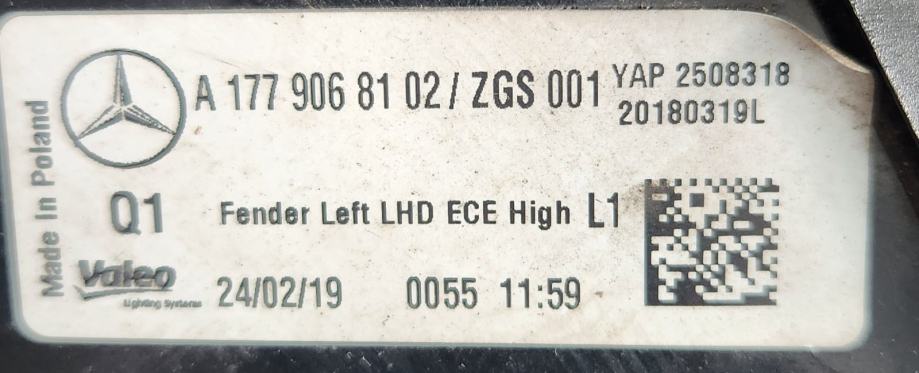 A 177 906 81 02 / ZGS 001
YAP 2508318
20180319L
Made In Poland
Q1
Fender Left LHD ECE High L1
Valeo
Lighting Systems
24/02/19 0055 11:59